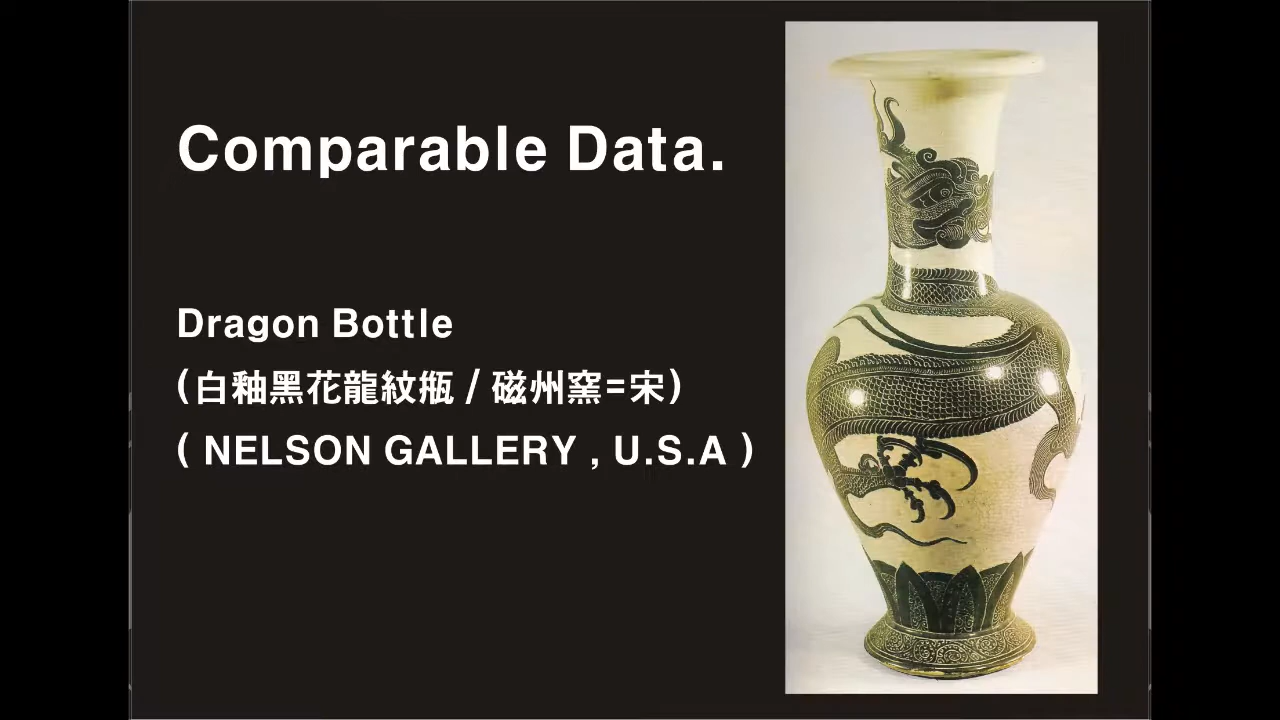 Comparable Data.
Dragon Bottle
(白釉黑花龍紋瓶 / 磁州窯=宋)
( NELSON GALLERY , U.S.A )